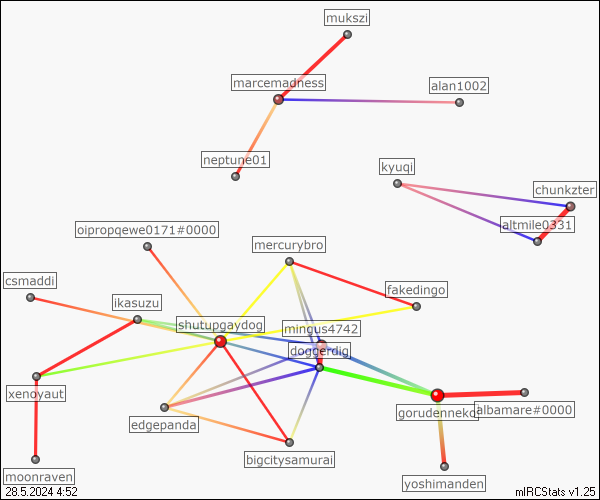 mukszi
marcemadness
alan1002
neptune01
kyuqi
chunkzter
altmile0331
oipropqewe0171#0000
mercurybro
csmaddi
fakedingo
ikasuzu
shutupgaydog
mingus4742
doggerdig
xenoyaut
gorudennekoi
albamare#0000
edgepanda
bigcitysamurai
moonraven
yoshimanden
28.5.2024 4:52
mIRCStats v1.25